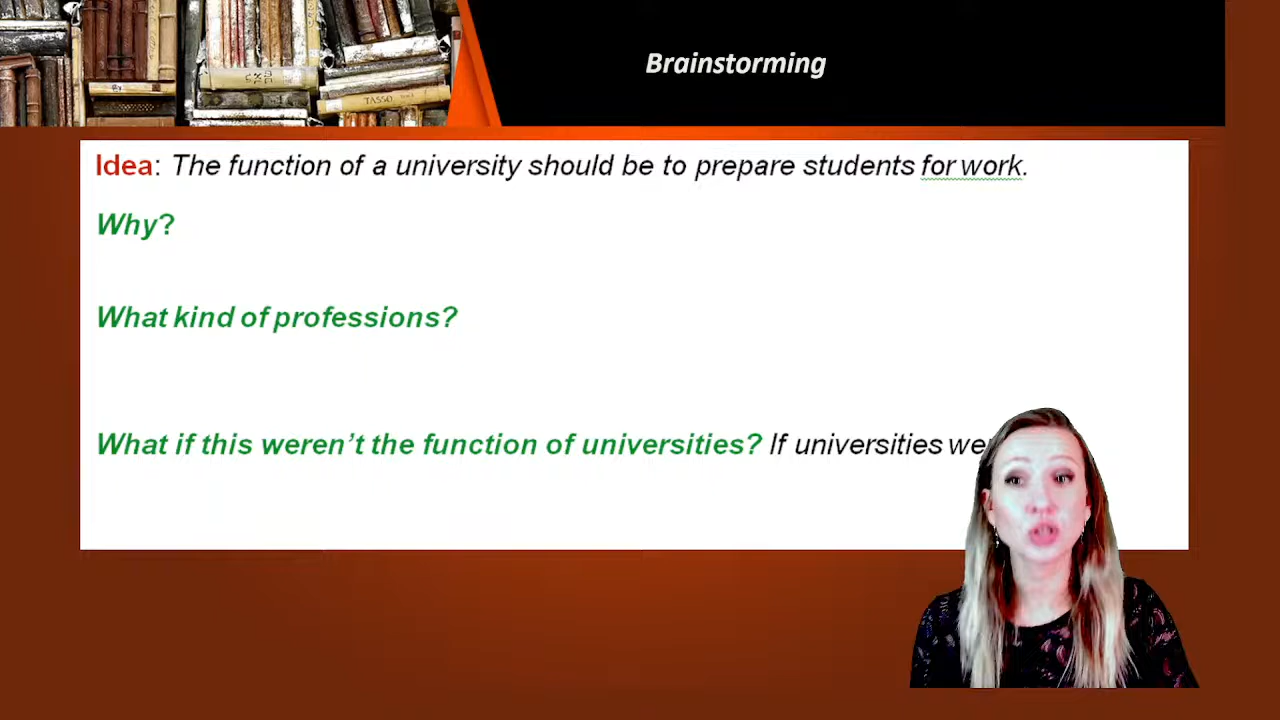 Brainstorming
TASSO
Idea: The function of a university should be to prepare students for work.
Why?
What kind of professions?
What if this weren't the function of universities? If universities we